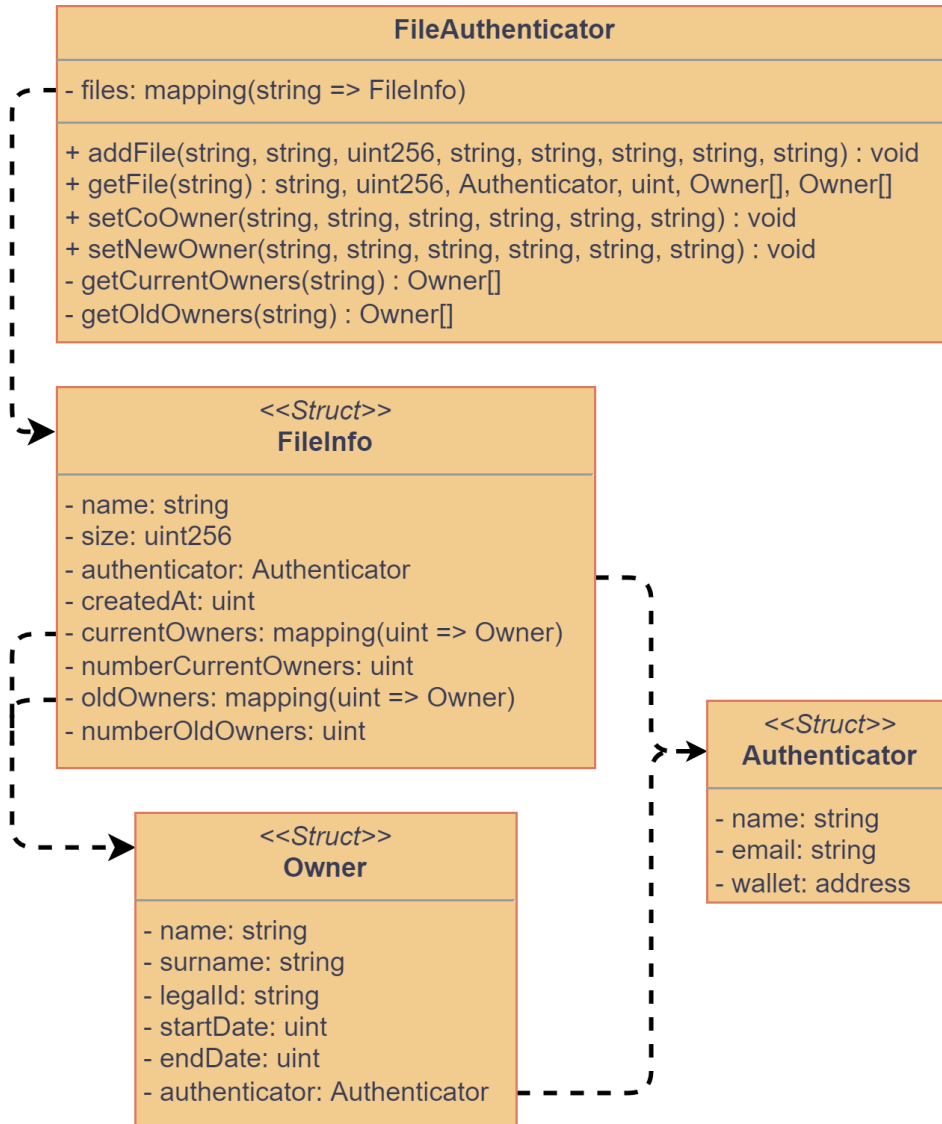 FileAuthenticator
- files: mapping(string => FileInfo)
+ addFile(string, string, uint256, string, string, string, string, string) : void
+ getFile(string) : string, uint256, Authenticator, uint, Owner[], Owner[]
+ setCoOwner(string, string, string, string, string, string) : void
+ setNewOwner(string, string, string, string, string, string) : void
- getCurrentOwners(string) : Owner[]
- getOldOwners(string) : Owner[]
<<Struct>>
FileInfo
- name: string
- size: uint256
- authenticator: Authenticator
- createdAt: uint
- currentOwners: mapping(uint => Owner)
- numberCurrentOwners: uint
- oldOwners: mapping(uint => Owner)
- numberOldOwners: uint
<<Struct>>
Authenticator
- name: string
- email: string
- wallet: address
<<Struct>>
Owner
- name: string
- surname: string
- legalId: string
- startDate: uint
- endDate: uint
- authenticator: Authenticator